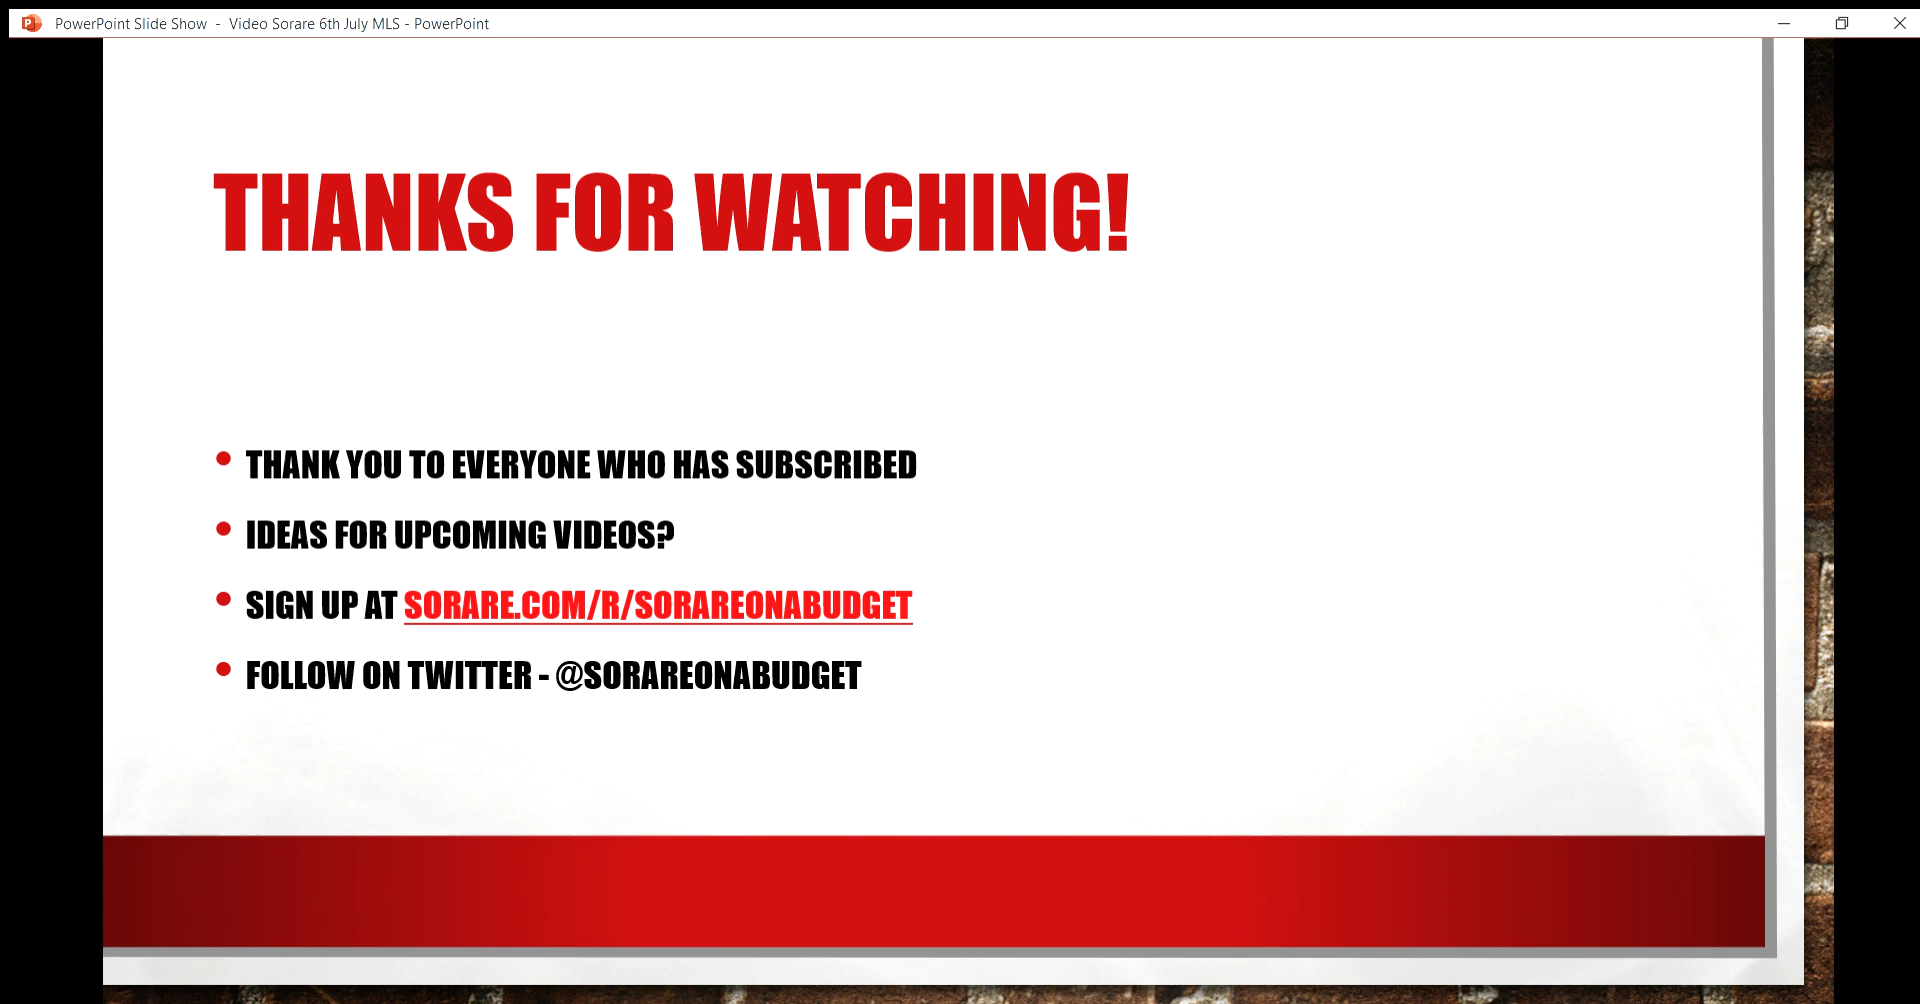 PowerPoint Slide Show - Video Sorare 6th July MLS - PowerPoint
THANKS FOR WATCHING!
THANK YOU TO EVERYONE WHO HAS SUBSCRIBED
IDEAS FOR UPCOMING VIDEOS?
SIGN UP AT SORARE.COM/R/SORAREONABUDGET
FOLLOW ON TWITTER - @SORAREONABUDGET